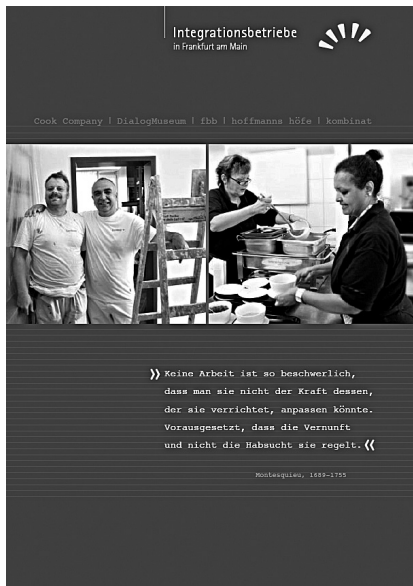 Integrationsbetriebe
in Frankfurt am Main
Cook Company | DialogMuseum | fbb | hoffmanns höfe | kombinat
» Keine Arbeit ist so beschwerlich,
dass man sie nicht der Kraft dessen,
der sie verrichtet, anpassen könnte.
Vorausgesetzt, dass die Vernunft
und nicht die Habsucht sie regelt. «
Montesquieu, 1689–1755